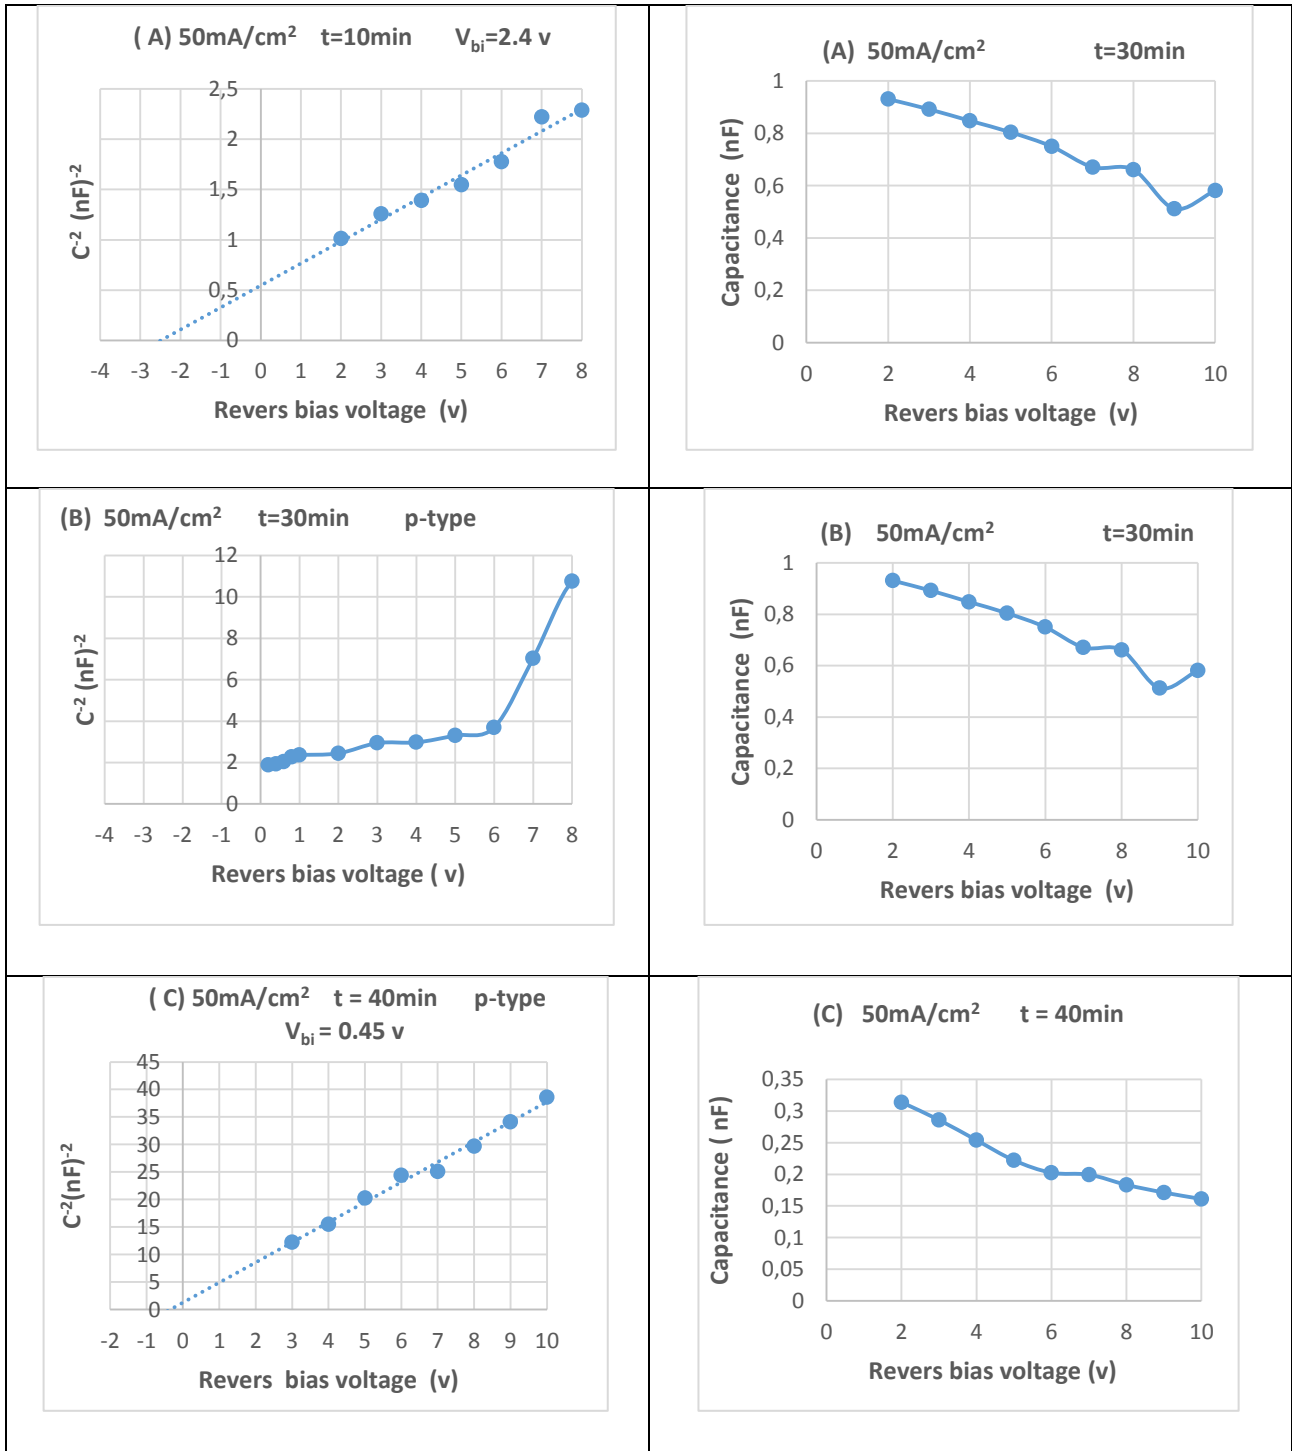 ( A) 50mA/cm² t=10min V_bi=2.4 v
2,5
2
1,5
1
0,5
0
-4 -3 -2 -1 0 1 2 3 4 5 6 7 8
C⁻² (nF)⁻²
Revers bias voltage (v)
(A) 50mA/cm² t=30min
1
0,8
0,6
0,4
0,2
0
0 2 4 6 8 10
Capacitance (nF)
Revers bias voltage (v)
(B) 50mA/cm² t=30min p-type
12
10
8
6
4
2
0
-4 -3 -2 -1 0 1 2 3 4 5 6 7 8
C⁻² (nF)⁻²
Revers bias voltage ( v)
(B) 50mA/cm² t=30min
1
0,8
0,6
0,4
0,2
0
0 2 4 6 8 10
Capacitance (nF)
Revers bias voltage (v)
( C) 50mA/cm² t = 40min p-type
V_bi = 0.45 v
45
40
35
30
25
20
15
10
5
0
-2 -1 0 1 2 3 4 5 6 7 8 9 10
C⁻²(nF)⁻²
Revers bias voltage (v)
(C) 50mA/cm² t = 40min
0,35
0,3
0,25
0,2
0,15
0,1
0,05
0
0 2 4 6 8 10
Capacitance ( nF)
Revers bias voltage (v)